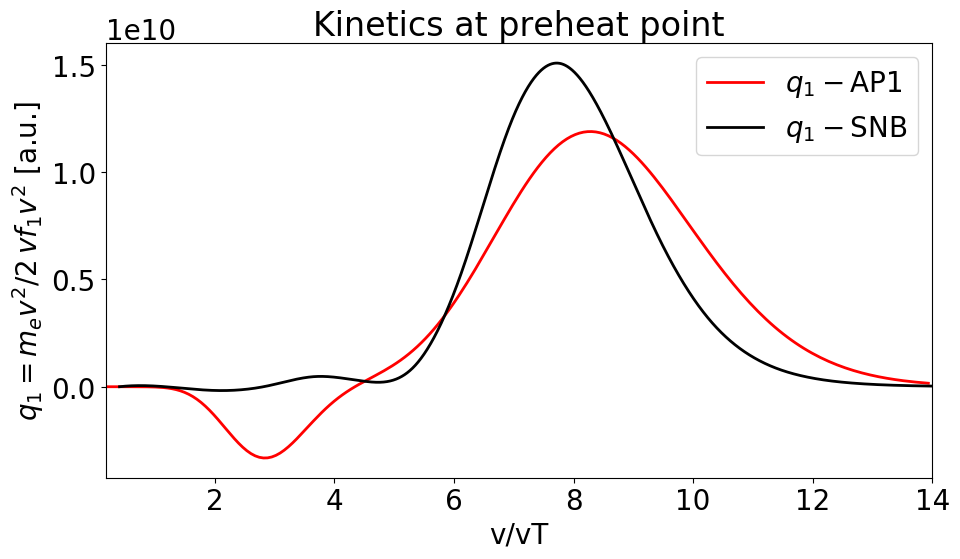 Kinetics at preheat point
1e10
q₁ = mₑv²/2 vf₁v² [a.u.]
1.5
1.0
0.5
0.0
2 4 6 8 10 12 14
v/vT
q₁ − AP1
q₁ − SNB